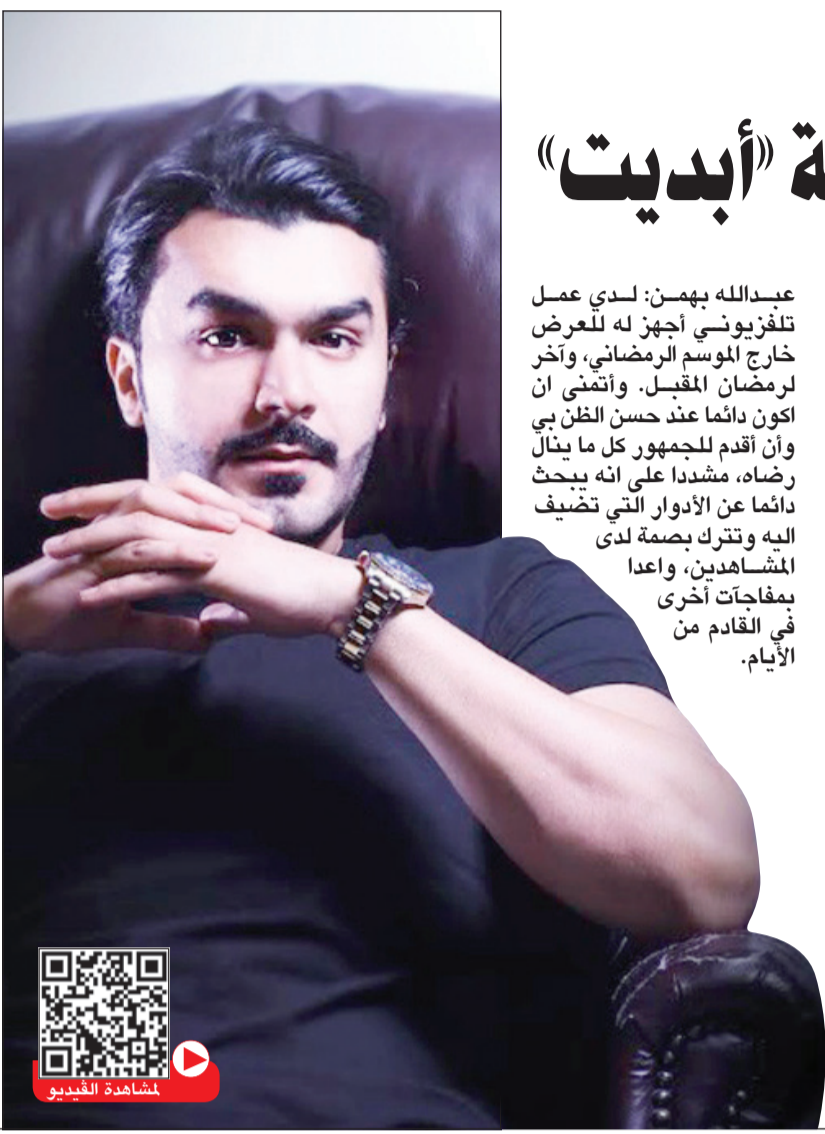 ة «أبديت»
عبدالله بهمن: لدي عمل
تلفزيوني أجهز له للعرض
خارج الموسم الرمضاني، وآخر
لرمضان المقبل. وأتمنى ان
اكون دائما عند حسن الظن بي
وأن أقدم للجمهور كل ما ينال
رضاه، مشددا على انه يبحث
دائما عن الأدوار التي تضيف
اليه وتترك بصمة لدى
المشاهدين، واعدا
بمفاجآت أخرى
في القادم من
الأيام.
لمشاهدة الڤيديو